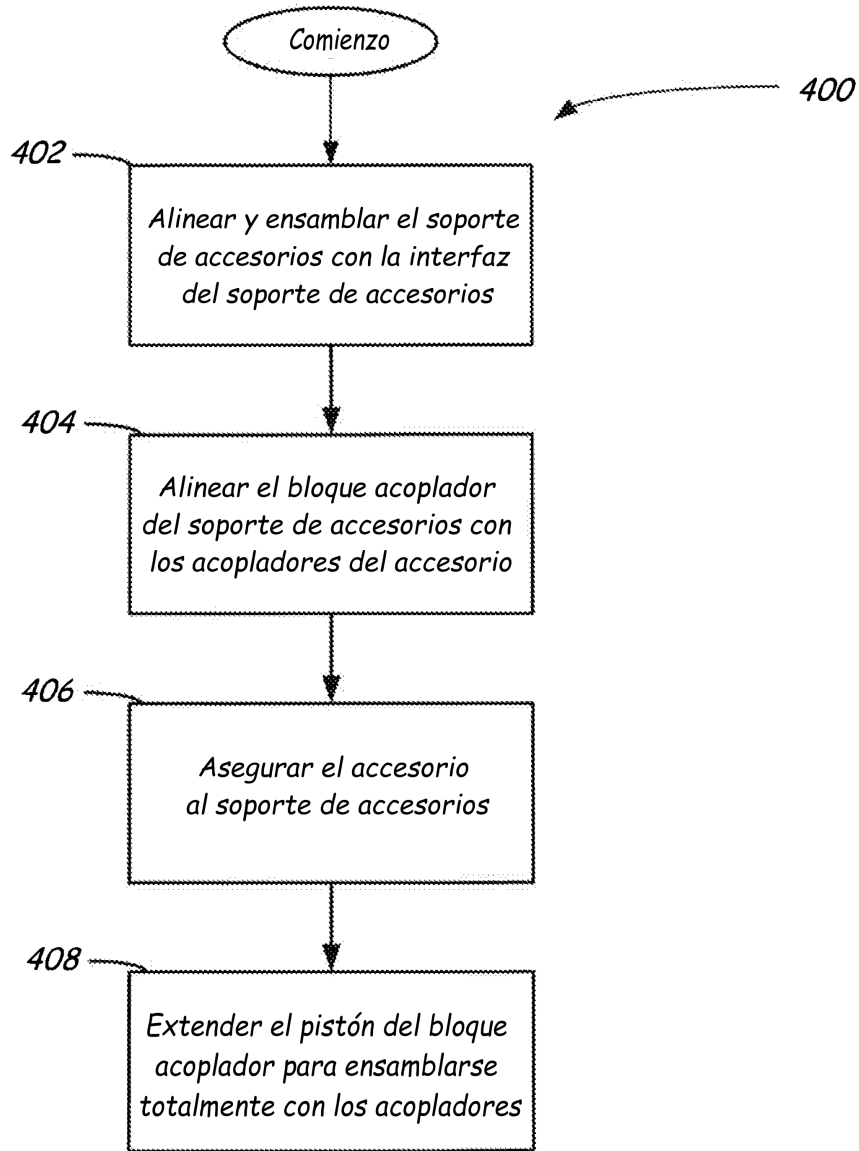 Comienzo
400
402
Alinear y ensamblar el soporte
de accesorios con la interfaz
del soporte de accesorios
404
Alinear el bloque acoplador
del soporte de accesorios con
los acopladores del accesorio
406
Asegurar el accesorio
al soporte de accesorios
408
Extender el pistón del bloque
acoplador para ensamblarse
totalmente con los acopladores